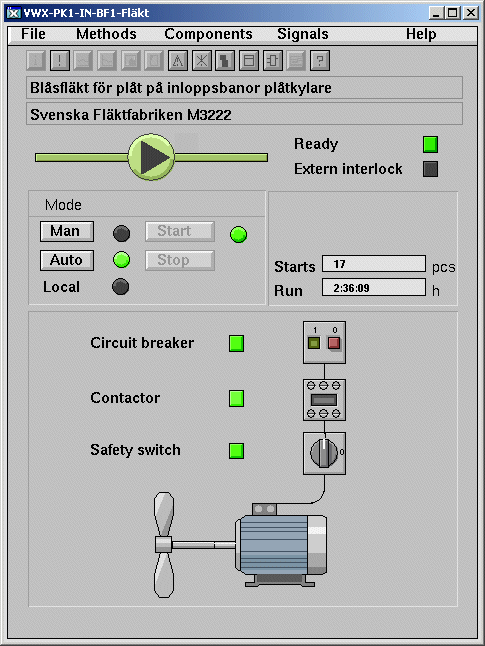 VWX-PK1-IN-BF1-Fläkt
File Methods Components Signals Help
Blåsfläkt för plåt på inloppsbanor plåtkylare
Svenska Fläktfabriken M3222
Ready
Extern interlock
Mode
Man Start
Auto Stop
Local
Starts 17 pcs
Run 2:36:09 h
1 0
Circuit breaker
Contactor
Safety switch
0